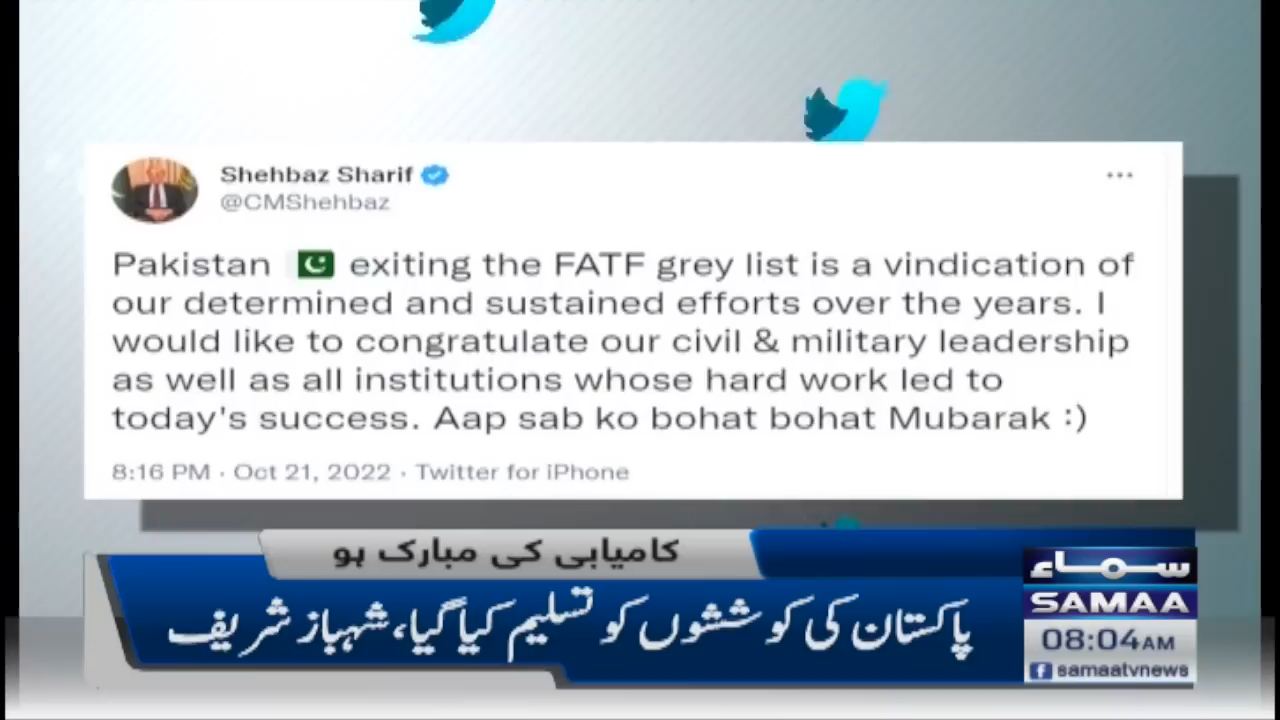 Shehbaz Sharif
@CMShehbaz
Pakistan 🇵🇰 exiting the FATF grey list is a vindication of
our determined and sustained efforts over the years. I
would like to congratulate our civil & military leadership
as well as all institutions whose hard work led to
today's success. Aap sab ko bohat bohat Mubarak :)
8:16 PM · Oct 21, 2022 · Twitter for iPhone
کامیابی کی مبارک ہو
پاکستان کی کوششوں کو تسلیم کیا گیا، شہباز شریف
سماء
SAMAA
08:04AM
samaatvnews